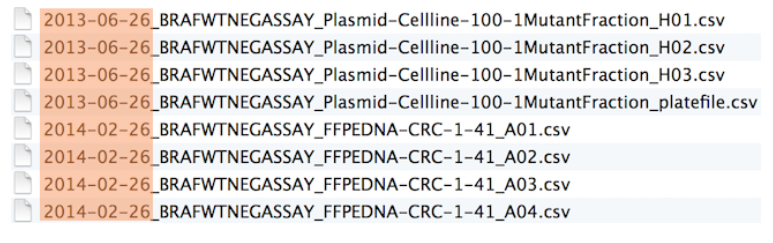 2013-06-26_BRAFWTNEGASSAY_Plasmid-Cellline-100-1MutantFraction_H01.csv
2013-06-26_BRAFWTNEGASSAY_Plasmid-Cellline-100-1MutantFraction_H02.csv
2013-06-26_BRAFWTNEGASSAY_Plasmid-Cellline-100-1MutantFraction_H03.csv
2013-06-26_BRAFWTNEGASSAY_Plasmid-Cellline-100-1MutantFraction_platefile.csv
2014-02-26_BRAFWTNEGASSAY_FFPEDNA-CRC-1-41_A01.csv
2014-02-26_BRAFWTNEGASSAY_FFPEDNA-CRC-1-41_A02.csv
2014-02-26_BRAFWTNEGASSAY_FFPEDNA-CRC-1-41_A03.csv
2014-02-26_BRAFWTNEGASSAY_FFPEDNA-CRC-1-41_A04.csv